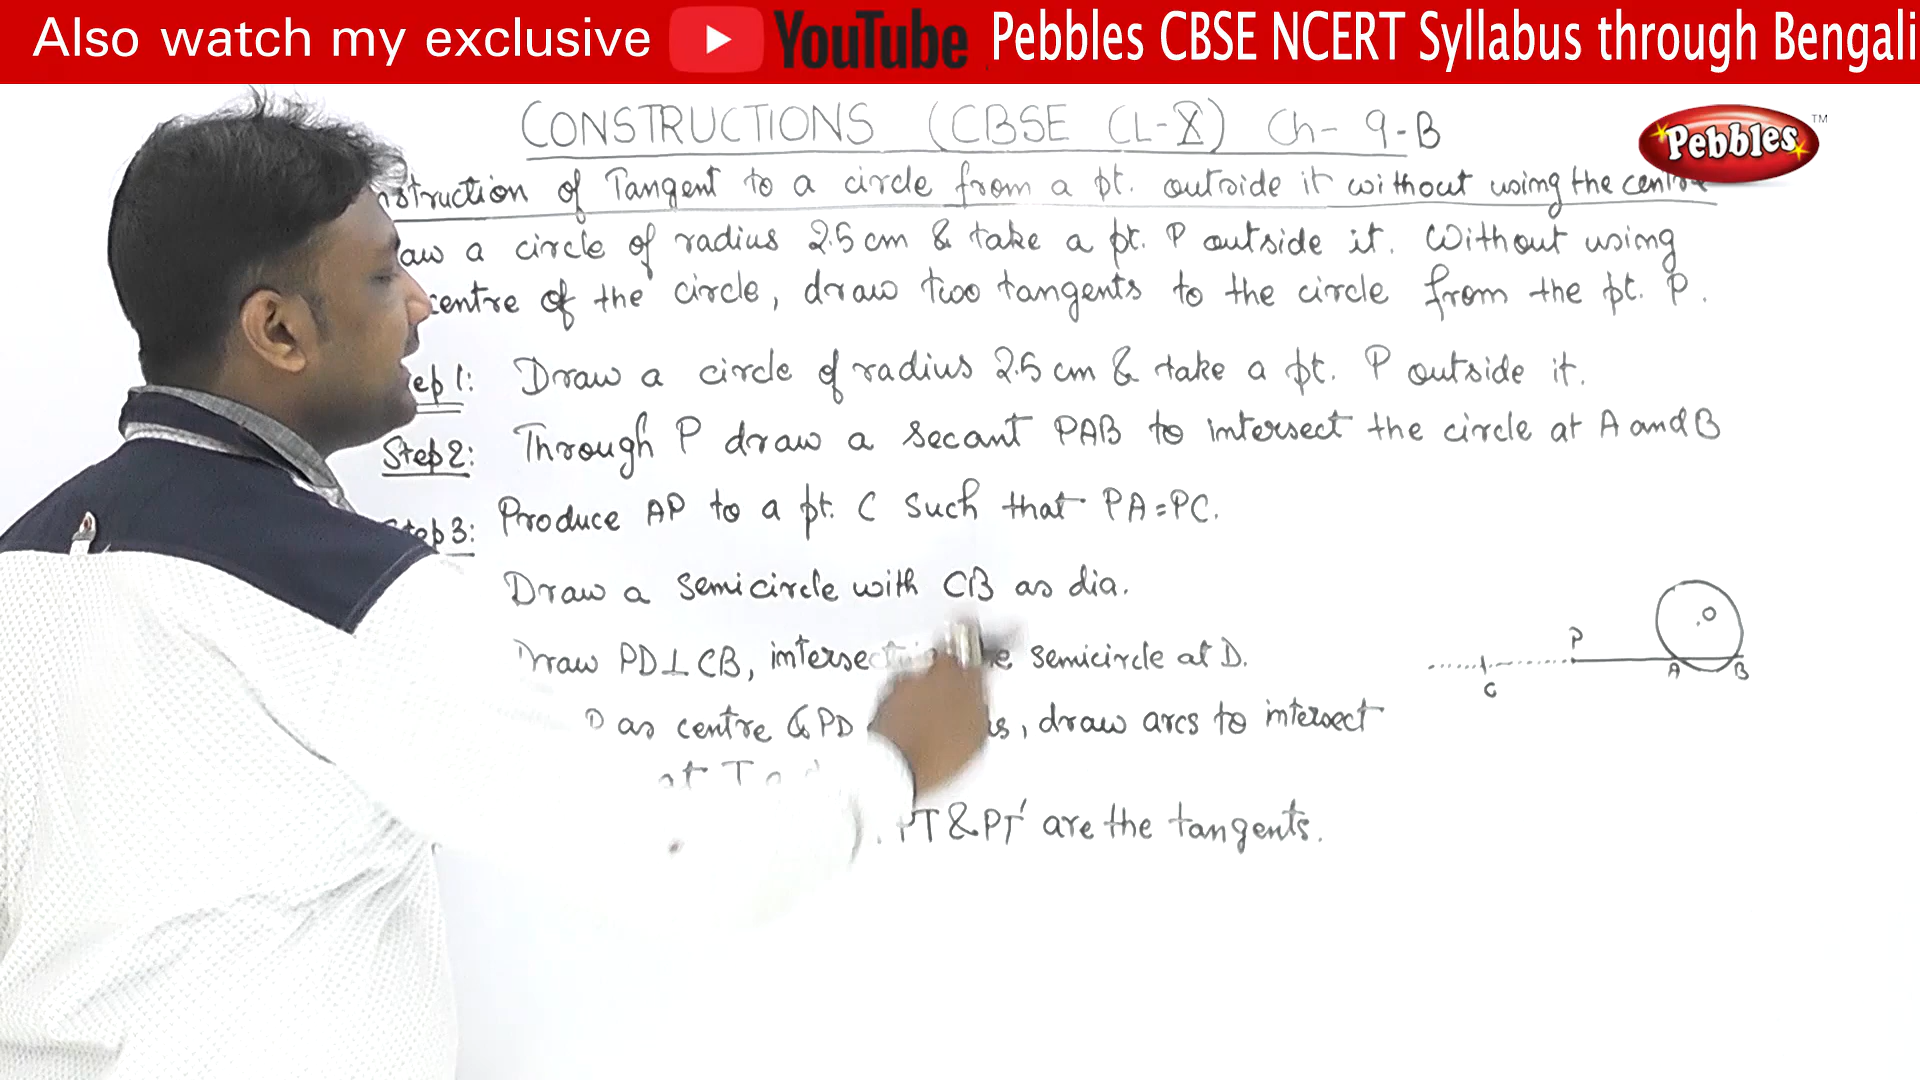 Also watch my exclusive YouTube Pebbles CBSE NCERT Syllabus through Bengali
CONSTRUCTIONS (CBSE CL-X) Ch- 9-B
Pebbles TM
nstruction of Tangent to a circle from a pt. outside it without using the centre
aw a circle of radius 2.5 cm & take a pt. P outside it. Without using
centre of the circle, draw two tangents to the circle from the pt. P.
ep 1: Draw a circle of radius 2.5 cm & take a pt. P outside it.
Step 2: Through P draw a secant PAB to intersect the circle at A and B
Step 3: Produce AP to a pt. C such that PA=PC.
Draw a semicircle with CB as dia.
Draw PD⊥CB, intersecting the semicircle at D.
P as centre & PD , draw arcs to intersect
at T
PT & PT' are the tangents.
O
P
A B
C